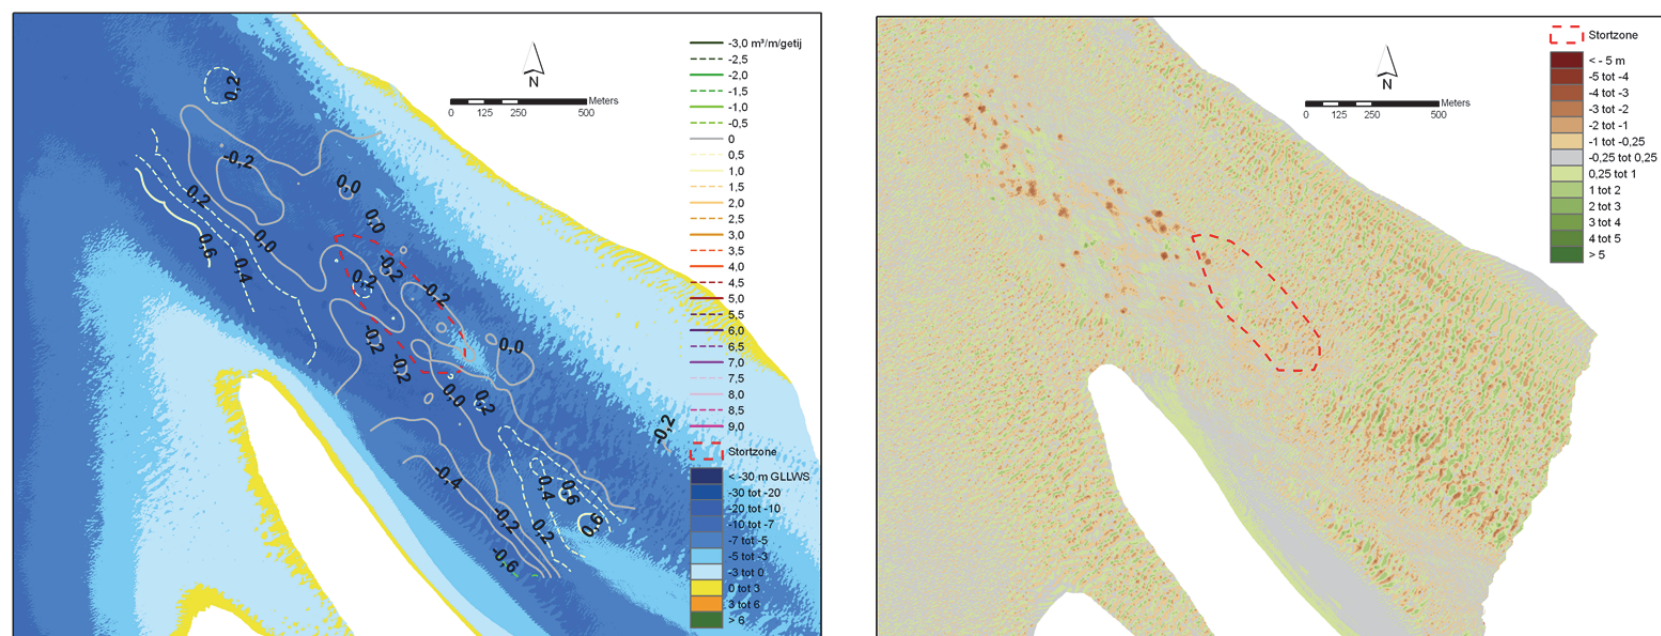 N
Meters
0 125 250 500
-3,0 m³/m/getij
-2,5
-2,0
-1,5
-1,0
-0,5
0
0,5
1,0
1,5
2,0
2,5
3,0
3,5
4,0
4,5
5,0
5,5
6,0
6,5
7,0
7,5
8,0
8,5
9,0
Stortzone
< -30 m GLLWS
-30 tot -20
-20 tot -10
-10 tot -7
-7 tot -5
-5 tot -3
-3 tot 0
0 tot 3
3 tot 6
> 6
0,2
-0,2
0,0
0,2
0,0
0,0
0,6
0,4
-0,2
0,2
-0,2
-0,2
0,0
-0,2
0,0
0,2
-0,2
-0,4
0,4
0,6
-0,2
0,2
0,6
-0,6
N
Meters
0 125 250 500
Stortzone
< - 5 m
-5 tot -4
-4 tot -3
-3 tot -2
-2 tot -1
-1 tot -0,25
-0,25 tot 0,25
0,25 tot 1
1 tot 2
2 tot 3
3 tot 4
4 tot 5
> 5